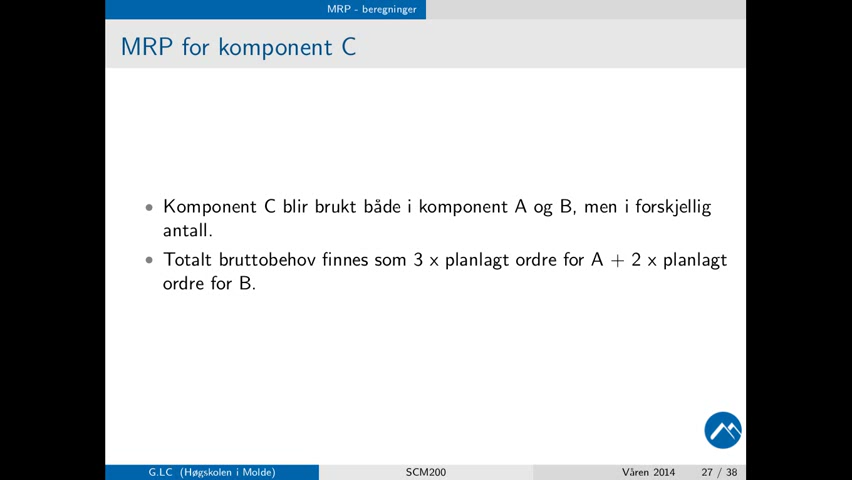 MRP - beregninger
MRP for komponent C
• Komponent C blir brukt både i komponent A og B, men i forskjellig
antall.
• Totalt bruttobehov finnes som 3 x planlagt ordre for A + 2 x planlagt
ordre for B.
G.LC (Høgskolen i Molde) SCM200 Våren 2014 27 / 38